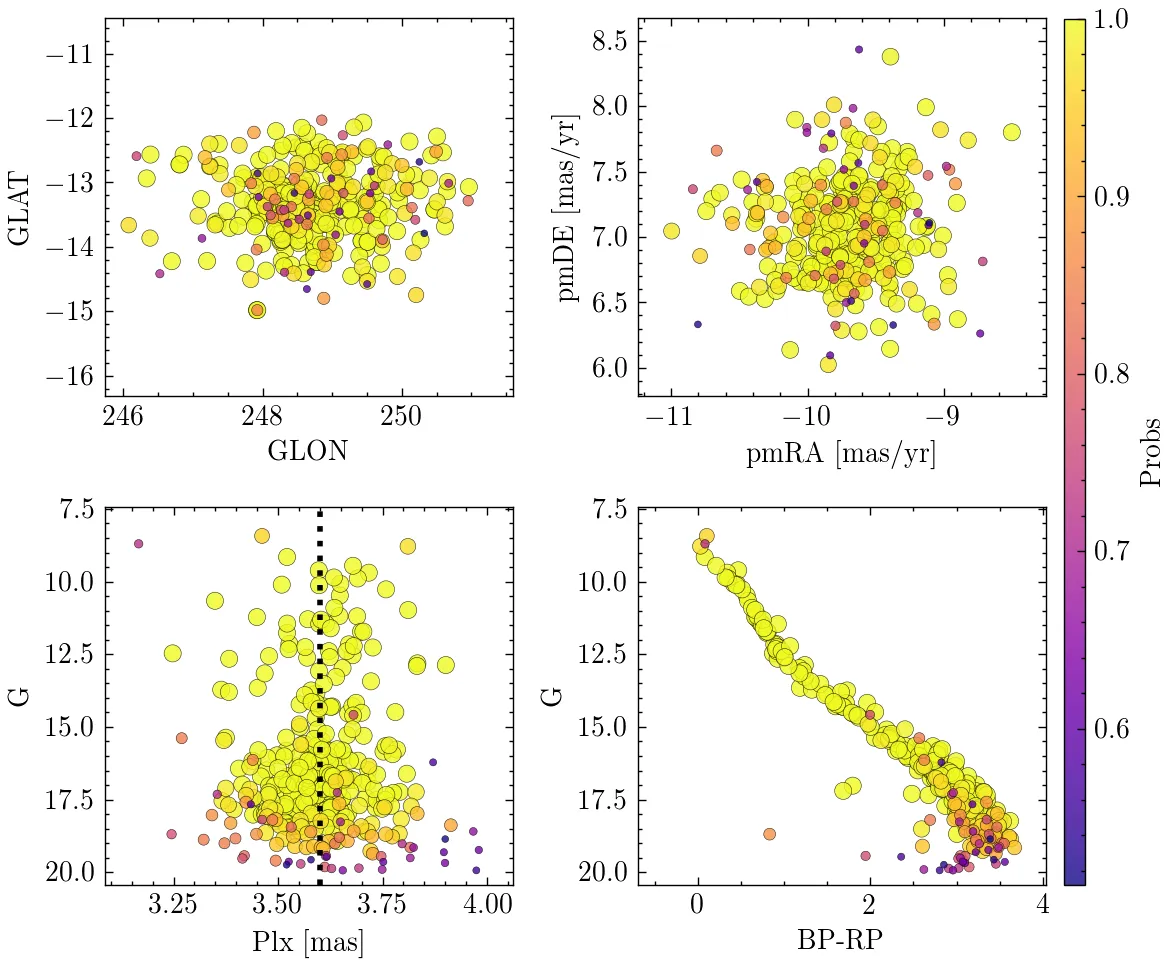 −11
−12
−13
−14
−15
−16
GLAT
246 248 250
GLON
8.5
8.0
7.5
7.0
6.5
6.0
pmDE [mas/yr]
−11 −10 −9
pmRA [mas/yr]
7.5
10.0
12.5
15.0
17.5
20.0
G
3.25 3.50 3.75 4.00
Plx [mas]
7.5
10.0
12.5
15.0
17.5
20.0
G
0 2 4
BP-RP
1.0
0.9
0.8
0.7
0.6
Probs